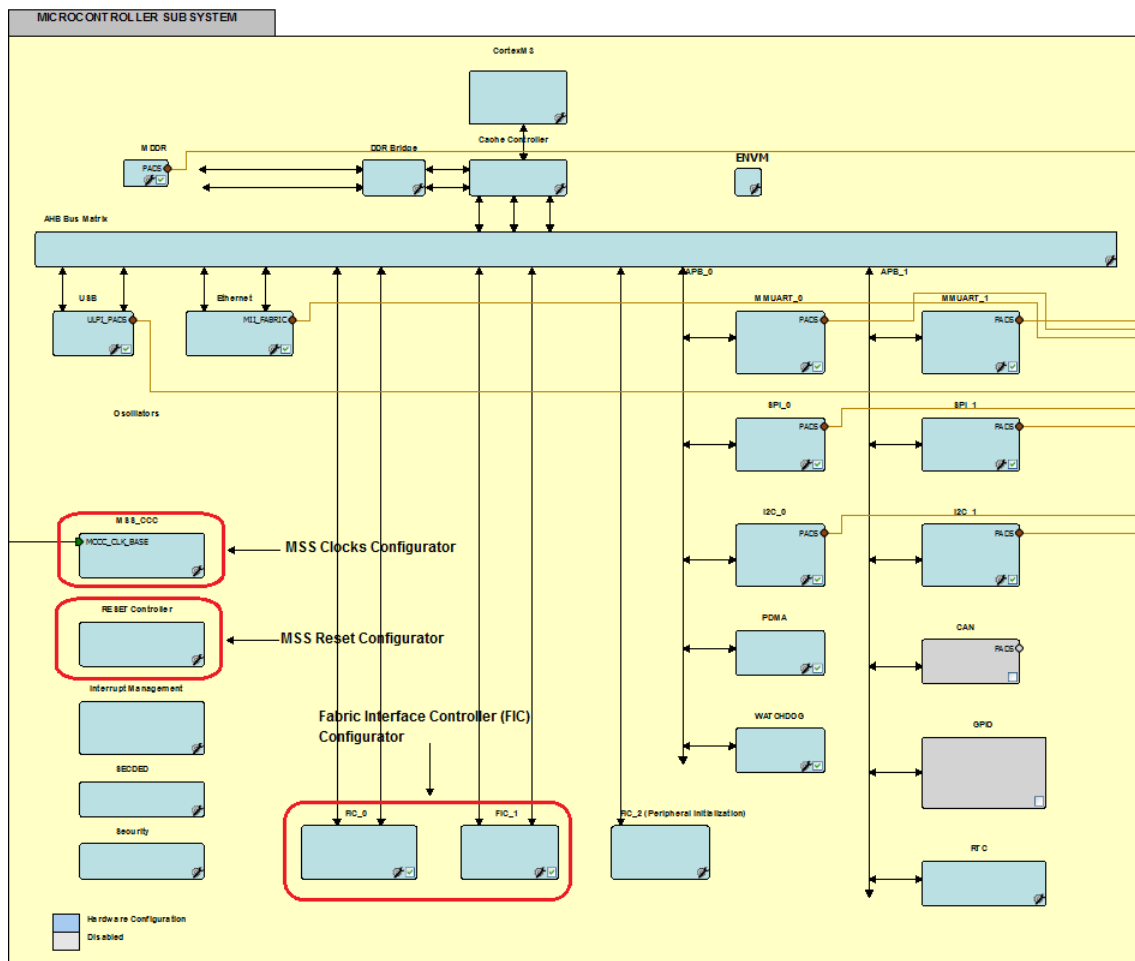 MICROCONTROLLER SUBSYSTEM
CortexM3
Cache Controller
MDDR
PADS
DDR Bridge
ENVM
AHB Bus Matrix
APB_0
APB_1
USB
ULPI_PADS
Ethernet
MII_FABRIC
MMUART_0
PADS
MMUART_1
PADS
Oscillators
SPI_0
PADS
SPI_1
PADS
MSS_CCC
MCCC_CLK_BASE
MSS Clocks Configurator
I2C_0
PADS
I2C_1
PADS
RESET Controller
MSS Reset Configurator
PDMA
CAN
PADS
Interrupt Management
Fabric Interface Controller (FIC)
Configurator
WATCHDOG
GPIO
SECDED
Security
FIC_0
FIC_1
FIC_2 (Peripheral Initialization)
RTC
Hardware Configuration
Disabled